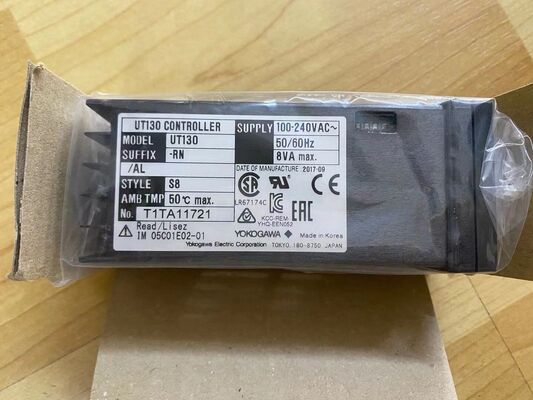 UT130 CONTROLLER
MODEL UT130
SUFFIX -RN
/AL
STYLE S8
AMB TMP 50℃ max.
No. T1TA11721
Read/Lisez
IM 05C01E02-01
SUPPLY 100-240VAC~
50/60Hz
8VA max.
DATE OF MANUFACTURE :2017-09
LR67174C
KCC-REM-
YHQ-EEN052
YOKOGAWA
Made in Korea
Yokogawa Electric Corporation TOKYO, 180-8750 JAPAN